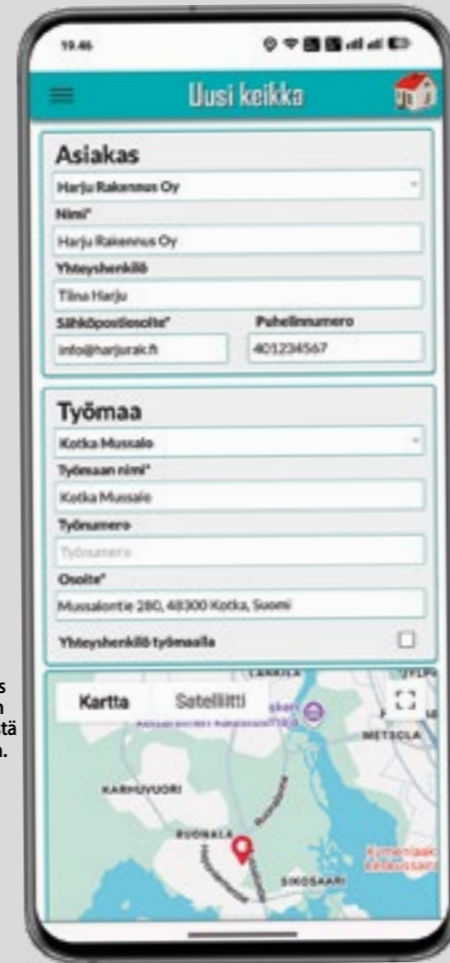 19.46
Uusi keikka
Asiakas
Harju Rakennus Oy
Nimi*
Harju Rakennus Oy
Yhteyshenkilö
Tiina Harju
Sähköpostiosoite* Puhelinnumero
info@harjurak.fi 401234567
Työmaa
Kotka Mussalo
Työmaan nimi*
Kotka Mussalo
Työnumero
Työnumero
Osoite*
Mussalontie 280, 48300 Kotka, Suomi
Yhteyshenkilö työmaalla
Kartta Satelliitti
METSOLA
KARHUVUORI
RUONALA
SIKOSAARI